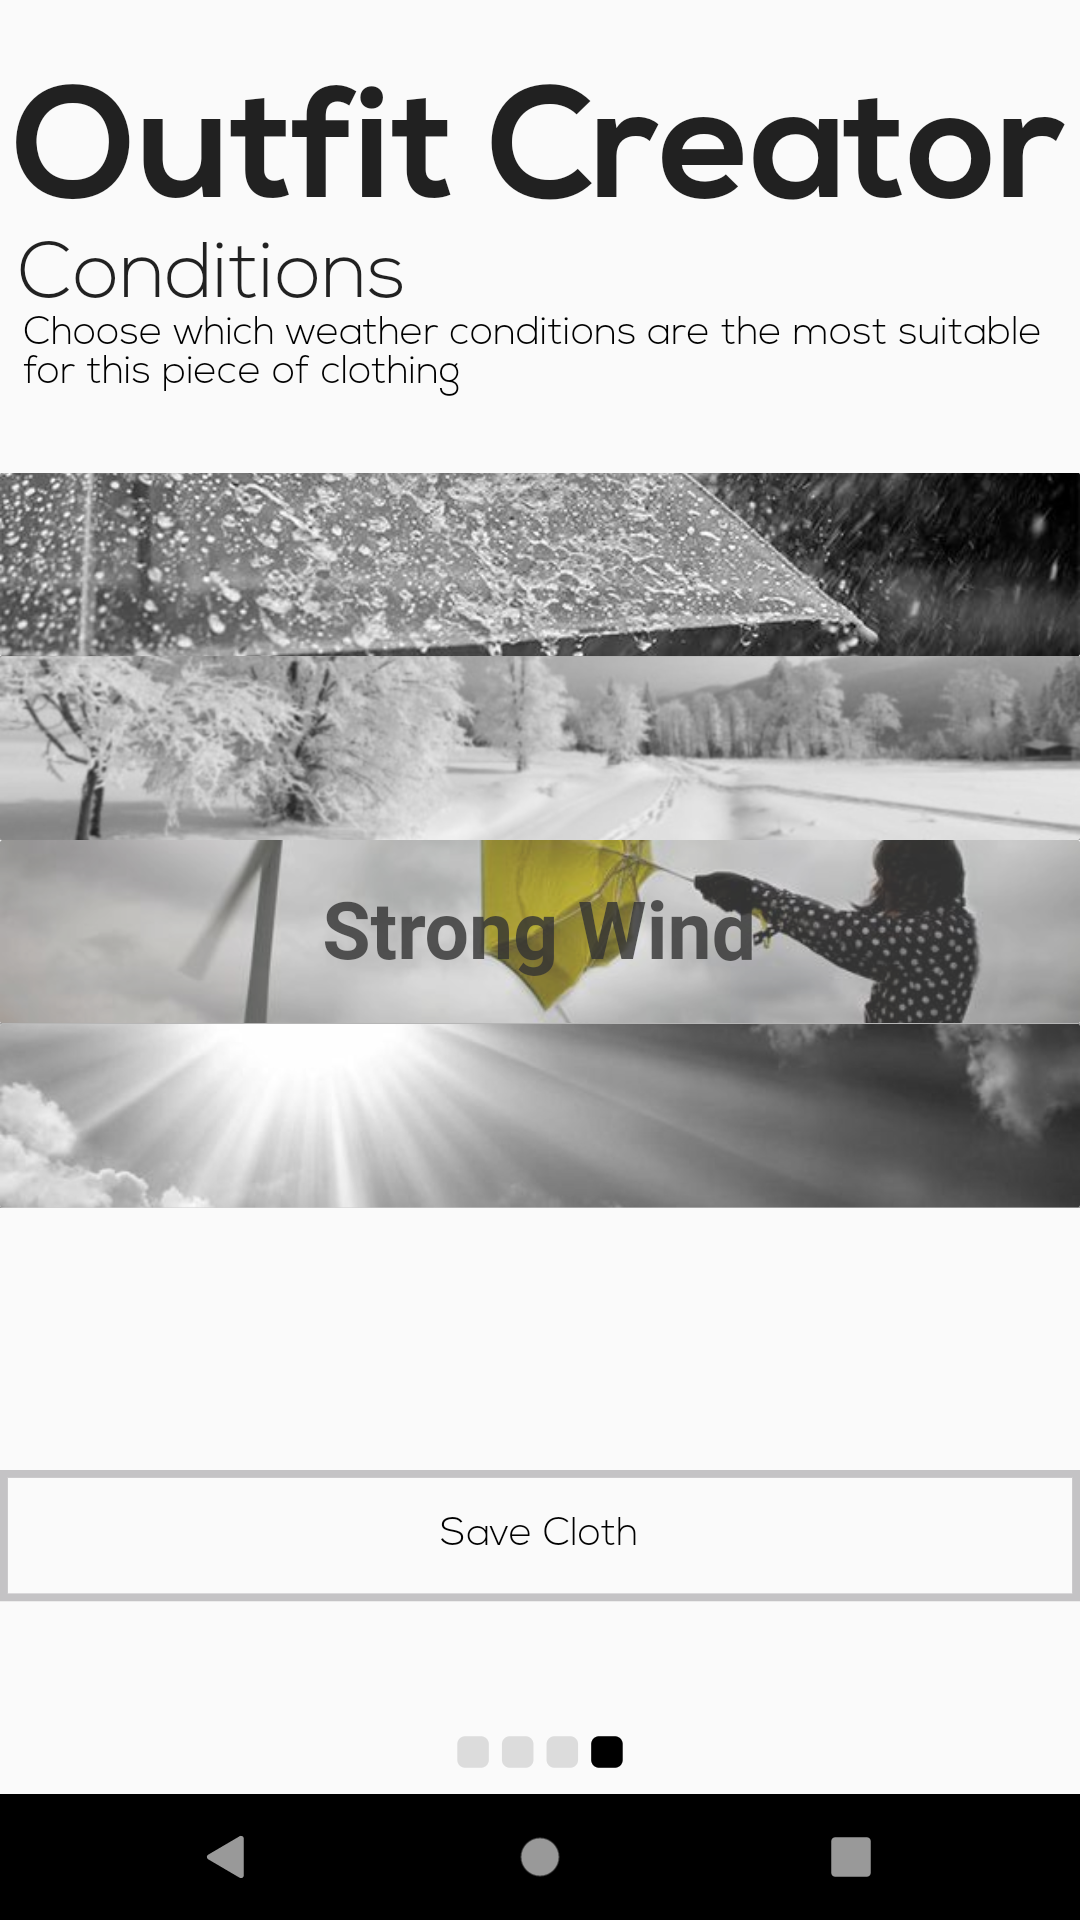 Outfit Creator
Conditions
Choose which weather conditions are the most suitable
for this piece of clothing
Strong Wind
Save Cloth